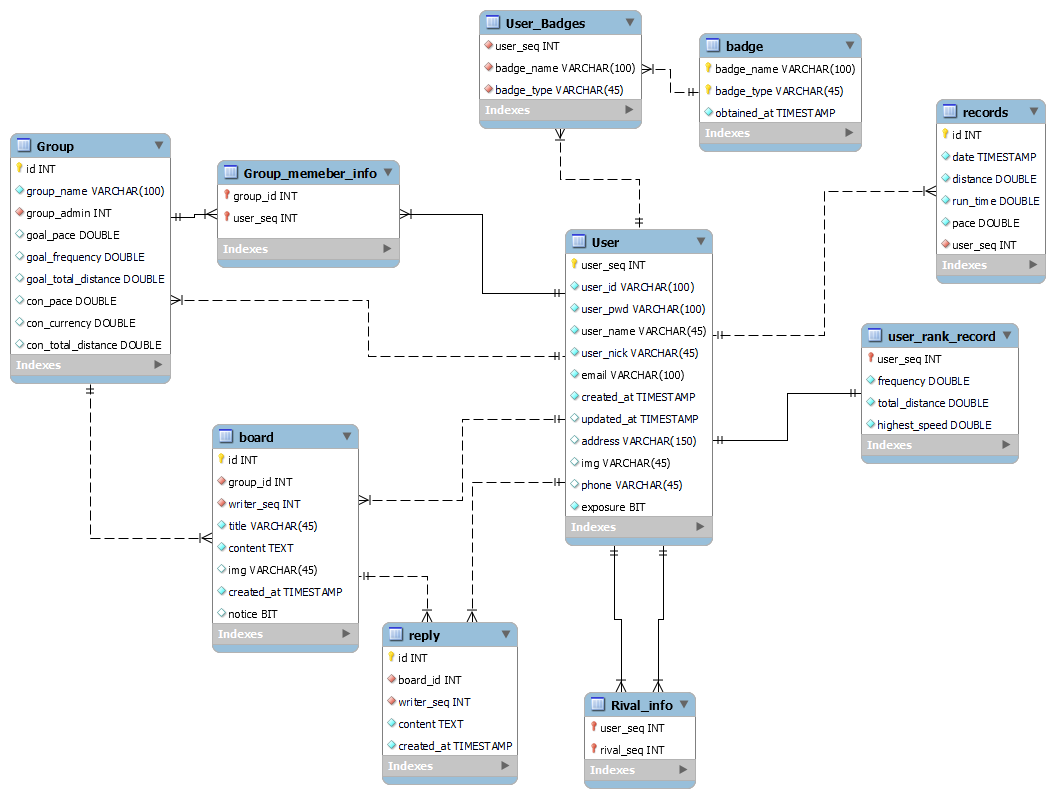 User_Badges
user_seq INT
badge_name VARCHAR(100)
badge_type VARCHAR(45)
Indexes
badge
badge_name VARCHAR(100)
badge_type VARCHAR(45)
obtained_at TIMESTAMP
Indexes
records
id INT
date TIMESTAMP
distance DOUBLE
run_time DOUBLE
pace DOUBLE
user_seq INT
Indexes
Group
id INT
group_name VARCHAR(100)
group_admin INT
goal_pace DOUBLE
goal_frequency DOUBLE
goal_total_distance DOUBLE
con_pace DOUBLE
con_currency DOUBLE
con_total_distance DOUBLE
Indexes
Group_memeber_info
group_id INT
user_seq INT
Indexes
User
user_seq INT
user_id VARCHAR(100)
user_pwd VARCHAR(100)
user_name VARCHAR(45)
user_nick VARCHAR(45)
email VARCHAR(100)
created_at TIMESTAMP
updated_at TIMESTAMP
address VARCHAR(150)
img VARCHAR(45)
phone VARCHAR(45)
exposure BIT
Indexes
user_rank_record
user_seq INT
frequency DOUBLE
total_distance DOUBLE
highest_speed DOUBLE
Indexes
board
id INT
group_id INT
writer_seq INT
title VARCHAR(45)
content TEXT
img VARCHAR(45)
created_at TIMESTAMP
notice BIT
Indexes
reply
id INT
board_id INT
writer_seq INT
content TEXT
created_at TIMESTAMP
Indexes
Rival_info
user_seq INT
rival_seq INT
Indexes